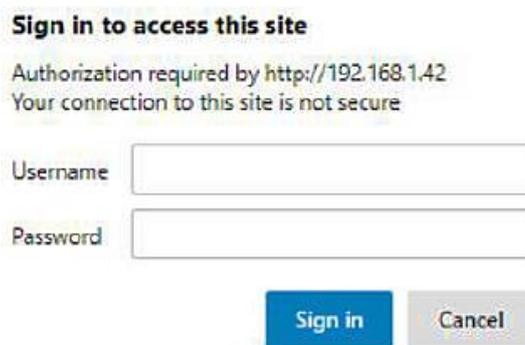 Sign in to access this site
Authorization required by http://192.168.1.42
Your connection to this site is not secure
Username
Password
Sign in
Cancel